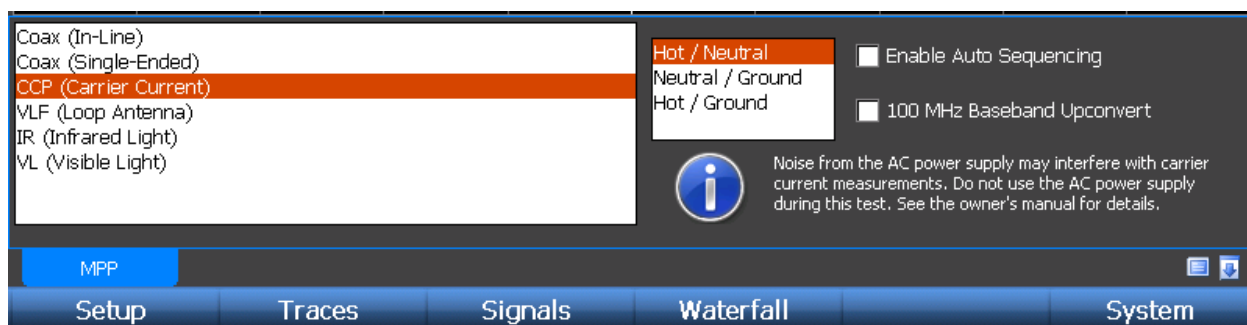 Coax (In-Line)
Coax (Single-Ended)
CCP (Carrier Current)
VLF (Loop Antenna)
IR (Infrared Light)
VL (Visible Light)
Hot / Neutral
Neutral / Ground
Hot / Ground
Enable Auto Sequencing
100 MHz Baseband Upconvert
Noise from the AC power supply may interfere with carrier
current measurements. Do not use the AC power supply
during this test. See the owner's manual for details.
MPP
Setup
Traces
Signals
Waterfall
System